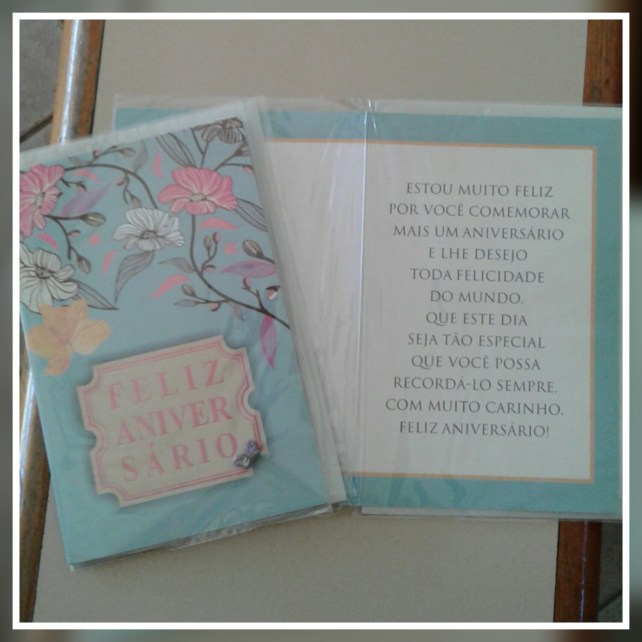 FELIZ
ANIVER
SÁRIO
ESTOU MUITO FELIZ
POR VOCÊ COMEMORAR
MAIS UM ANIVERSÁRIO
E LHE DESEJO
TODA FELICIDADE
DO MUNDO.
QUE ESTE DIA
SEJA TÃO ESPECIAL
QUE VOCÊ POSSA
RECORDÁ-LO SEMPRE.
COM MUITO CARINHO,
FELIZ ANIVERSÁRIO!